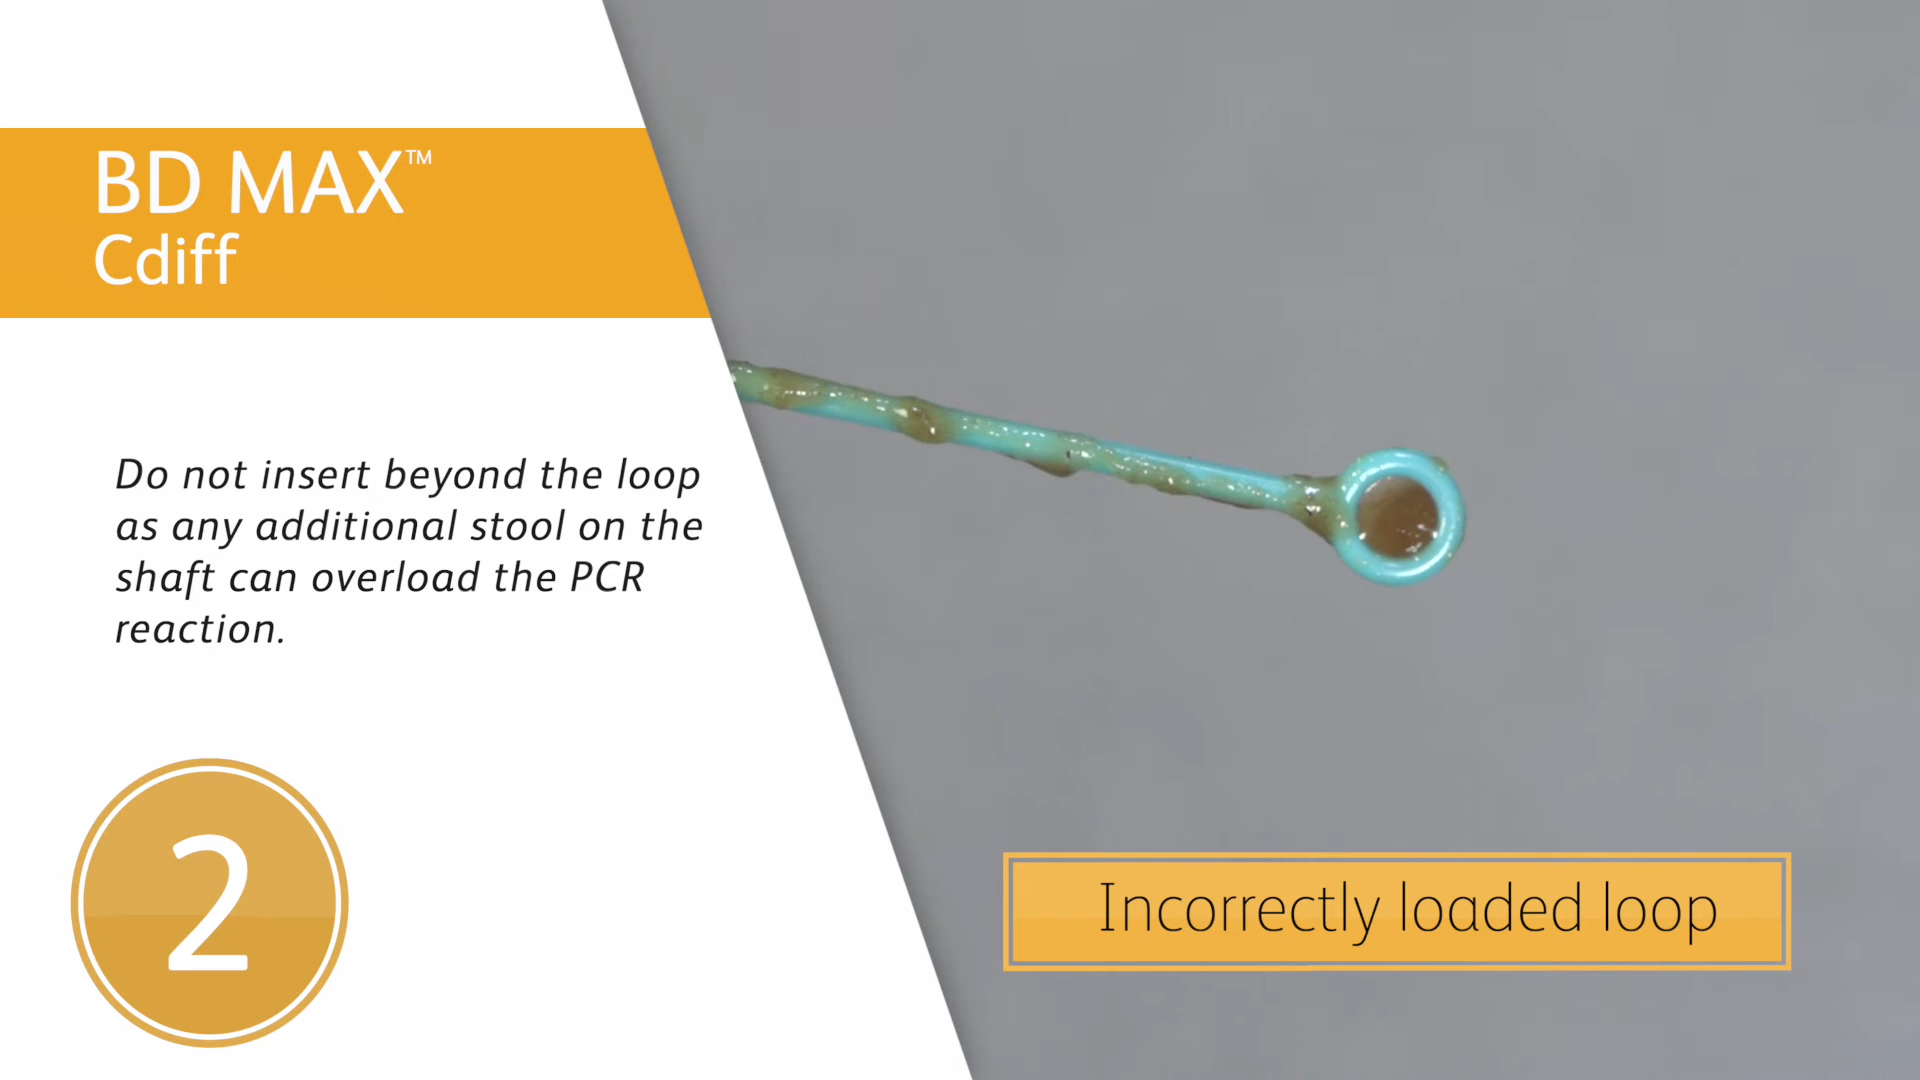 BD MAX™
Cdiff
Do not insert beyond the loop
as any additional stool on the
shaft can overload the PCR
reaction.
2
Incorrectly loaded loop